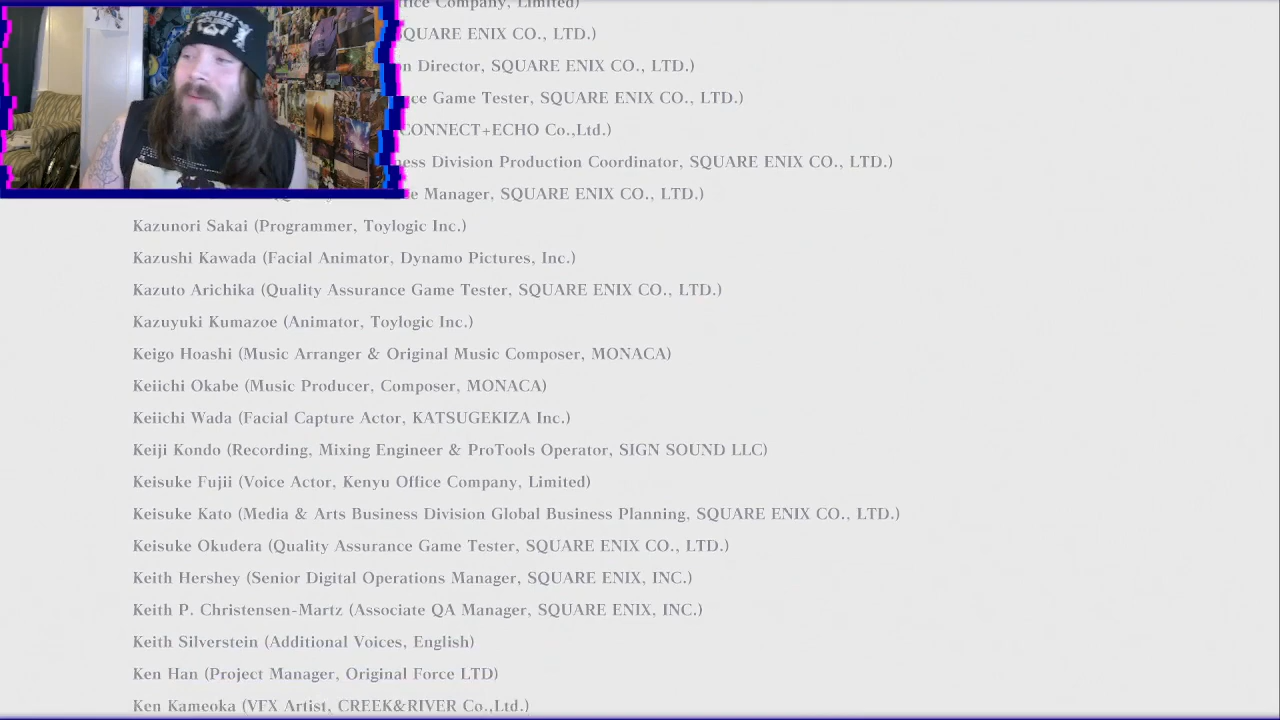 ffice Company, Limited)
SQUARE ENIX CO., LTD.)
n Director, SQUARE ENIX CO., LTD.)
ce Game Tester, SQUARE ENIX CO., LTD.)
CONNECT+ECHO Co.,Ltd.)
ness Division Production Coordinator, SQUARE ENIX CO., LTD.)
Manager, SQUARE ENIX CO., LTD.)
Kazunori Sakai (Programmer, Toylogic Inc.)
Kazushi Kawada (Facial Animator, Dynamo Pictures, Inc.)
Kazuto Arichika (Quality Assurance Game Tester, SQUARE ENIX CO., LTD.)
Kazuyuki Kumazoe (Animator, Toylogic Inc.)
Keigo Hoashi (Music Arranger & Original Music Composer, MONACA)
Keiichi Okabe (Music Producer, Composer, MONACA)
Keiichi Wada (Facial Capture Actor, KATSUGEKIZA Inc.)
Keiji Kondo (Recording, Mixing Engineer & ProTools Operator, SIGN SOUND LLC)
Keisuke Fujii (Voice Actor, Kenyu Office Company, Limited)
Keisuke Kato (Media & Arts Business Division Global Business Planning, SQUARE ENIX CO., LTD.)
Keisuke Okudera (Quality Assurance Game Tester, SQUARE ENIX CO., LTD.)
Keith Hershey (Senior Digital Operations Manager, SQUARE ENIX, INC.)
Keith P. Christensen-Martz (Associate QA Manager, SQUARE ENIX, INC.)
Keith Silverstein (Additional Voices, English)
Ken Han (Project Manager, Original Force LTD)
Ken Kameoka (VFX Artist, CREEK&RIVER Co.,Ltd.)